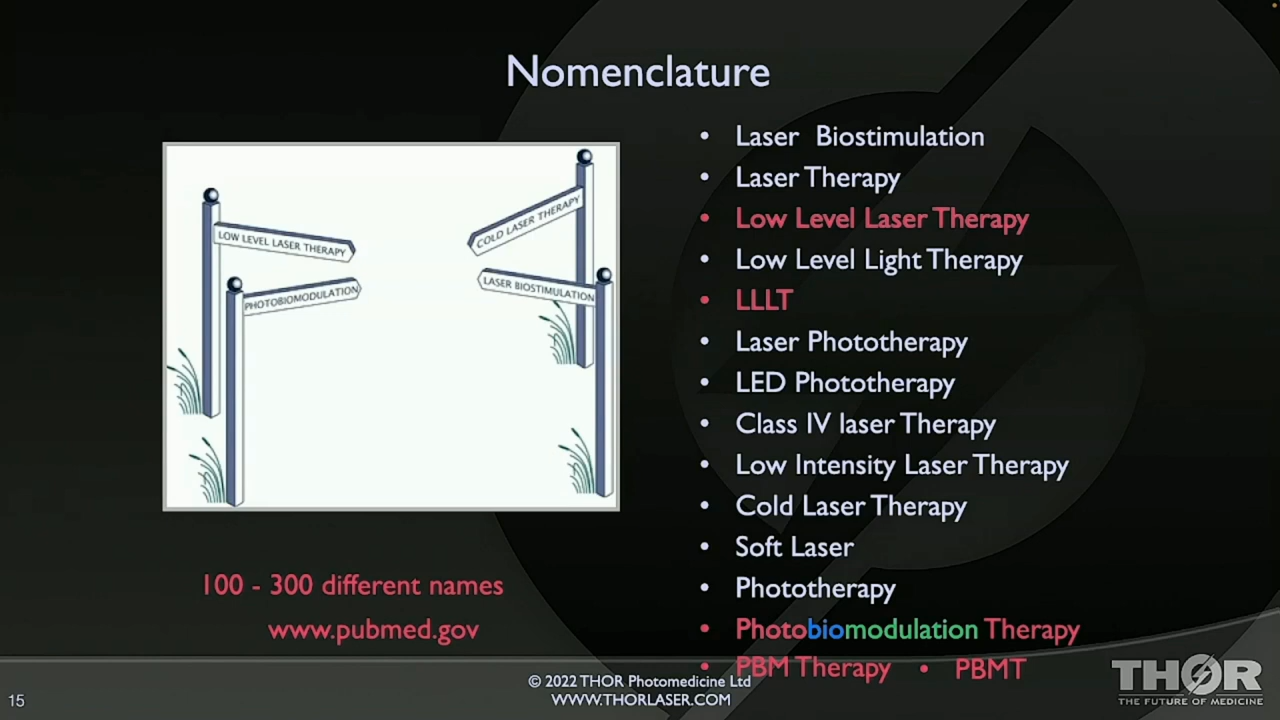 Nomenclature
LOW LEVEL LASER THERAPY
PHOTOBIOMODULATION
COLD LASER THERAPY
LASER BIOSTIMULATION
100 - 300 different names
www.pubmed.gov
• Laser Biostimulation
• Laser Therapy
• Low Level Laser Therapy
• Low Level Light Therapy
• LLLT
• Laser Phototherapy
• LED Phototherapy
• Class IV laser Therapy
• Low Intensity Laser Therapy
• Cold Laser Therapy
• Soft Laser
• Phototherapy
• Photobiomodulation Therapy
• PBM Therapy • PBMT
15
© 2022 THOR Photomedicine Ltd
WWW.THORLASER.COM
THOR
THE FUTURE OF MEDICINE